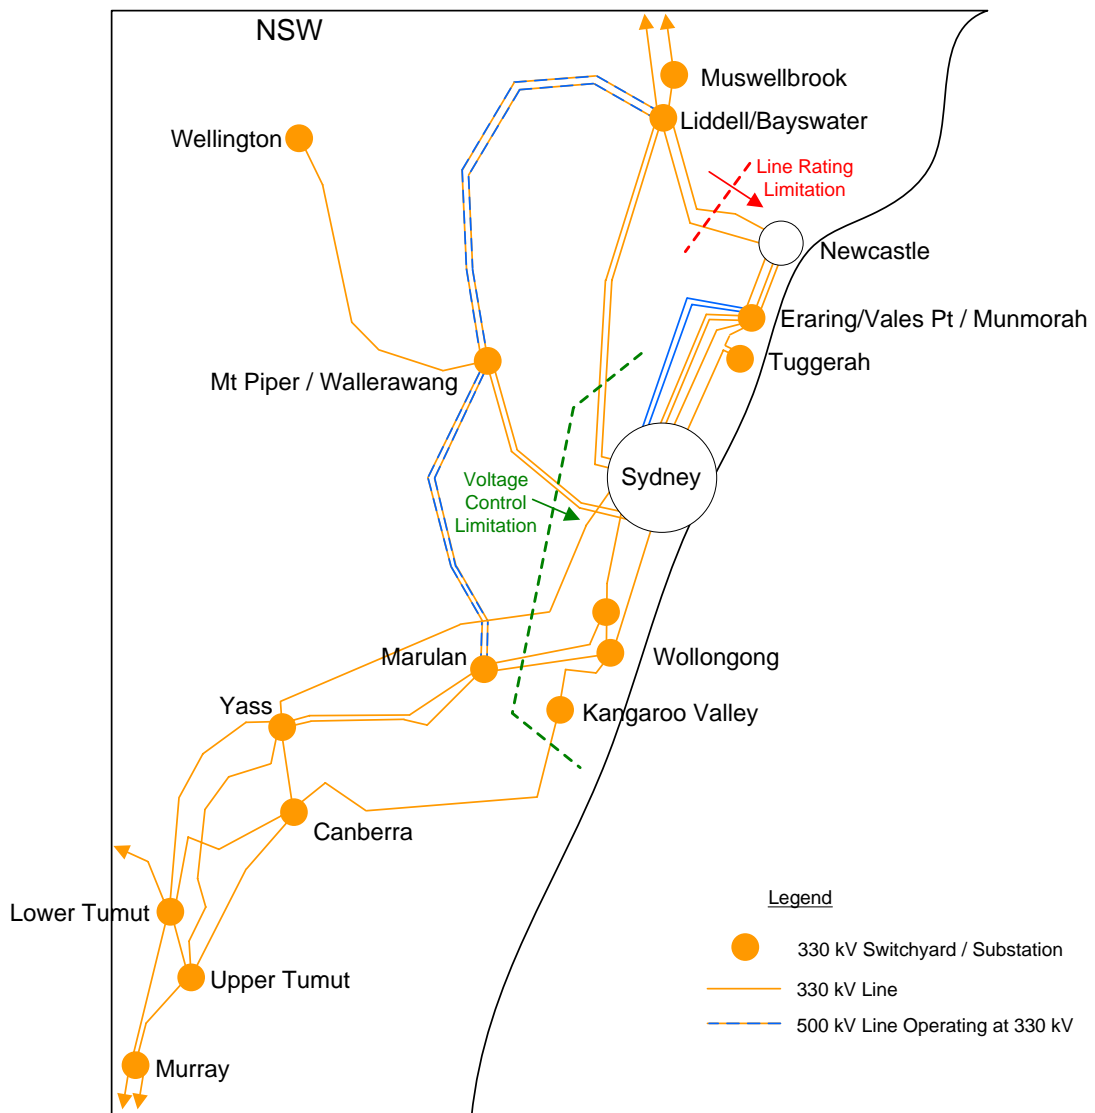 NSW
Muswellbrook
Liddell/Bayswater
Wellington
Line Rating
Limitation
Newcastle
Eraring/Vales Pt / Munmorah
Tuggerah
Mt Piper / Wallerawang
Sydney
Voltage
Control
Limitation
Marulan
Wollongong
Yass
Kangaroo Valley
Canberra
Legend
Lower Tumut
330 kV Switchyard / Substation
Upper Tumut
330 kV Line
500 kV Line Operating at 330 kV
Murray